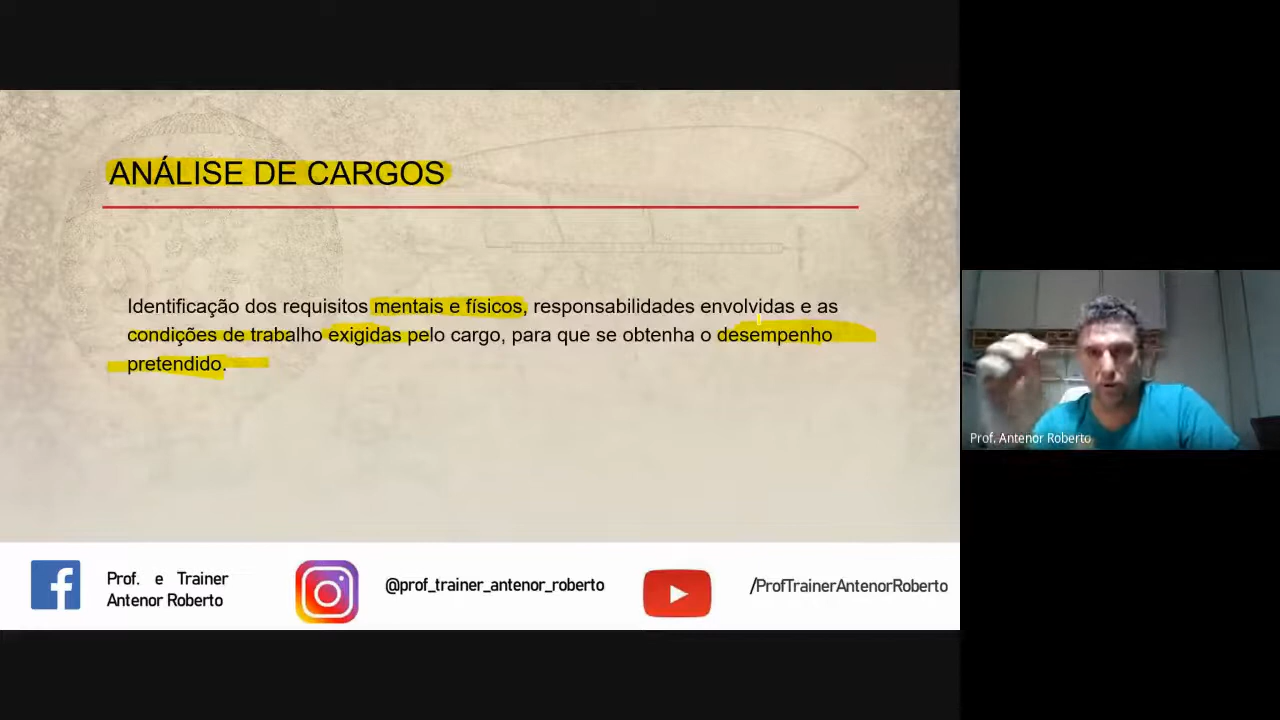 ANÁLISE DE CARGOS
Identificação dos requisitos mentais e físicos, responsabilidades envolvidas e as
condições de trabalho exigidas pelo cargo, para que se obtenha o desempenho
pretendido.
Prof. Antenor Roberto
Prof. e Trainer
Antenor Roberto
@prof_trainer_antenor_roberto
/ProfTrainerAntenorRoberto